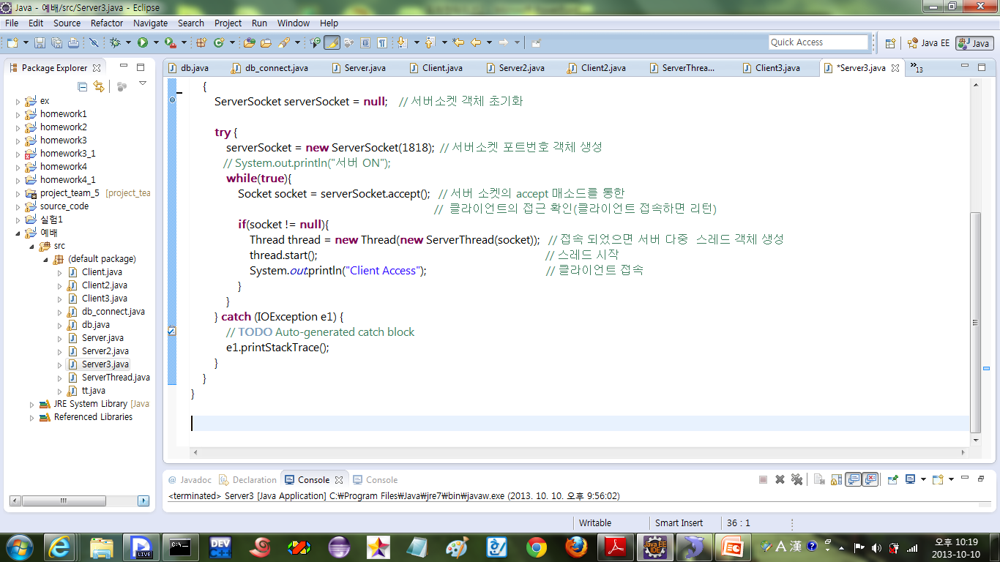 Java - 예배/src/Server3.java - Eclipse
File Edit Source Refactor Navigate Search Project Run Window Help
Quick Access
Java EE
Java
Package Explorer
ex
homework1
homework2
homework3
homework3_1
homework4
homework4_1
project_team_5 [project_tea
source_code
실험1
예배
src
(default package)
Client.java
Client2.java
Client3.java
db_connect.java
db.java
Server.java
Server2.java
Server3.java
ServerThread.java
tt.java
JRE System Library [Java
Referenced Libraries
db.java db_connect.java Server.java Client.java Server2.java Client2.java ServerThrea... Client3.java *Server3.java »13
{
ServerSocket serverSocket = null; // 서버소켓 객체 초기화
try {
serverSocket = new ServerSocket(1818); // 서버소켓 포트번호 객체 생성
// System.out.println("서버 ON");
while(true){
Socket socket = serverSocket.accept(); // 서버 소켓의 accept 매소드를 통한
// 클라이언트의 접근 확인(클라이언트 접속하면 리턴)
if(socket != null){
Thread thread = new Thread(new ServerThread(socket)); // 접속 되었으면 서버 다중 스레드 객체 생성
thread.start(); // 스레드 시작
System.out.println("Client Access"); // 클라이언트 접속
}
}
} catch (IOException e1) {
// TODO Auto-generated catch block
e1.printStackTrace();
}
}
}
@ Javadoc Declaration Console Console
<terminated> Server3 [Java Application] C:₩Program Files₩Java₩jre7₩bin₩javaw.exe (2013. 10. 10. 오후 9:56:02)
Writable Smart Insert 36 : 1
LIVE
DEV C++
Java EE IDE
A 漢
오후 10:19
2013-10-10